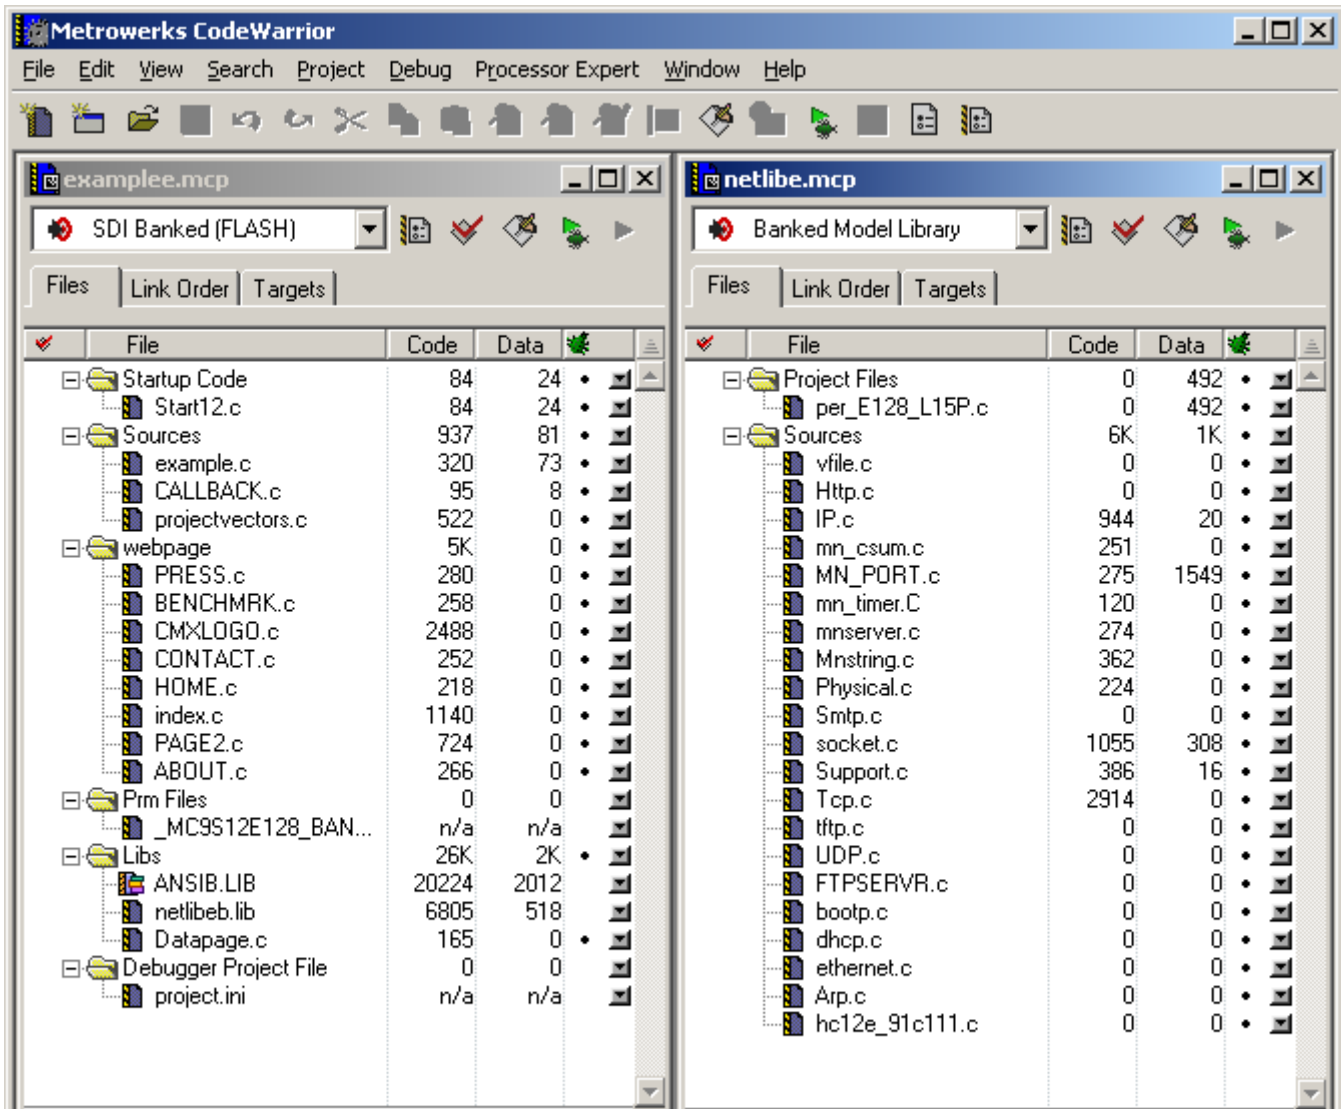 Metrowerks CodeWarrior
File Edit View Search Project Debug Processor Expert Window Help
examplee.mcp
SDI Banked (FLASH)
Files Link Order Targets
File Code Data
Startup Code 84 24
Start12.c 84 24
Sources 937 81
example.c 320 73
CALLBACK.c 95 8
projectvectors.c 522 0
webpage 5K 0
PRESS.c 280 0
BENCHMRK.c 258 0
CMXLOGO.c 2488 0
CONTACT.c 252 0
HOME.c 218 0
index.c 1140 0
PAGE2.c 724 0
ABOUT.c 266 0
Prm Files 0 0
_MC9S12E128_BAN... n/a n/a
Libs 26K 2K
ANSIB.LIB 20224 2012
netlibeb.lib 6805 518
Datapage.c 165 0
Debugger Project File 0 0
project.ini n/a n/a
netlibe.mcp
Banked Model Library
Files Link Order Targets
File Code Data
Project Files 0 492
per_E128_L15P.c 0 492
Sources 6K 1K
vfile.c 0 0
Http.c 0 0
IP.c 944 20
mn_csum.c 251 0
MN_PORT.c 275 1549
mn_timer.C 120 0
mnserver.c 274 0
Mnstring.c 362 0
Physical.c 224 0
Smtp.c 0 0
socket.c 1055 308
Support.c 386 16
Tcp.c 2914 0
tftp.c 0 0
UDP.c 0 0
FTPSERVR.c 0 0
bootp.c 0 0
dhcp.c 0 0
ethernet.c 0 0
Arp.c 0 0
hc12e_91c111.c 0 0